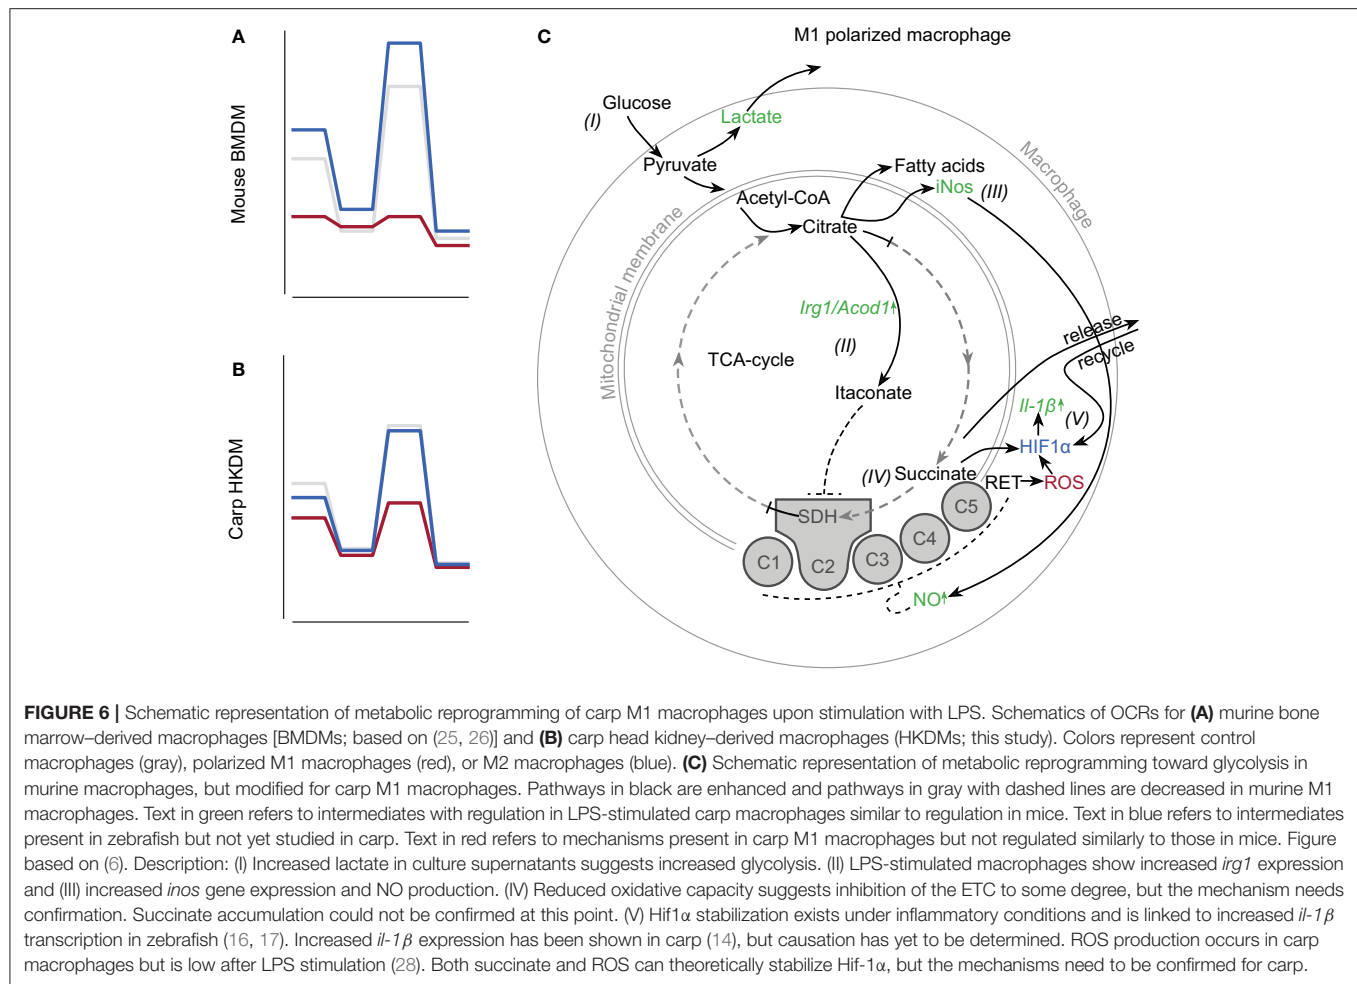 A
Mouse BMDM
B
Carp HKDM
C
M1 polarized macrophage
Glucose
(I)
Lactate
Pyruvate
Macrophage
Fatty acids
iNos (III)
Acetyl-CoA
Citrate
Mitochondrial membrane
Irg1/Acod1
(II)
release
recycle
TCA-cycle
Itaconate
Il-1β
(V)
HIF1α
(IV) Succinate
RET
ROS
SDH
C5
C4
C3
C2
C1
NO
FIGURE 6 | Schematic representation of metabolic reprogramming of carp M1 macrophages upon stimulation with LPS. Schematics of OCRs for (A) murine bone
marrow–derived macrophages [BMDMs; based on (25, 26)] and (B) carp head kidney–derived macrophages (HKDMs; this study). Colors represent control
macrophages (gray), polarized M1 macrophages (red), or M2 macrophages (blue). (C) Schematic representation of metabolic reprogramming toward glycolysis in
murine macrophages, but modified for carp M1 macrophages. Pathways in black are enhanced and pathways in gray with dashed lines are decreased in murine M1
macrophages. Text in green refers to intermediates with regulation in LPS-stimulated carp macrophages similar to regulation in mice. Text in blue refers to intermediates
present in zebrafish but not yet studied in carp. Text in red refers to mechanisms present in carp M1 macrophages but not regulated similarly to those in mice. Figure
based on (6). Description: (I) Increased lactate in culture supernatants suggests increased glycolysis. (II) LPS-stimulated macrophages show increased irg1 expression
and (III) increased inos gene expression and NO production. (IV) Reduced oxidative capacity suggests inhibition of the ETC to some degree, but the mechanism needs
confirmation. Succinate accumulation could not be confirmed at this point. (V) Hif1α stabilization exists under inflammatory conditions and is linked to increased il-1β
transcription in zebrafish (16, 17). Increased il-1β expression has been shown in carp (14), but causation has yet to be determined. ROS production occurs in carp
macrophages but is low after LPS stimulation (28). Both succinate and ROS can theoretically stabilize Hif-1α, but the mechanisms need to be confirmed for carp.